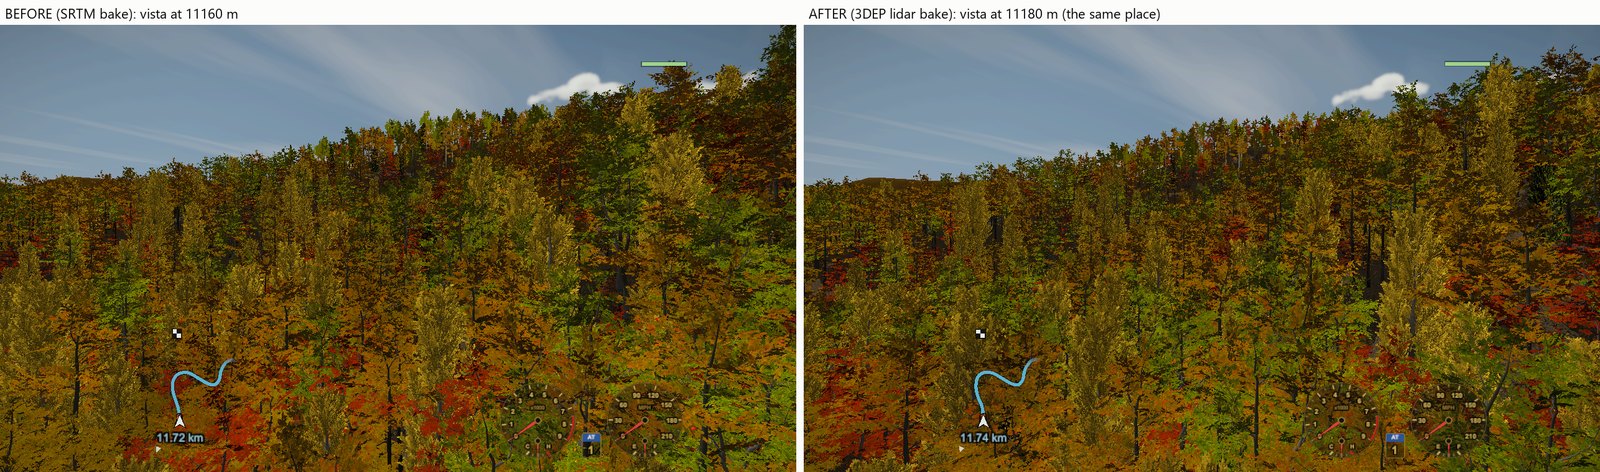 BEFORE (SRTM bake): vista at 11160 m
AFTER (3DEP lidar bake): vista at 11180 m (the same place)
11.72 km
AT
1
11.74 km
AT
1